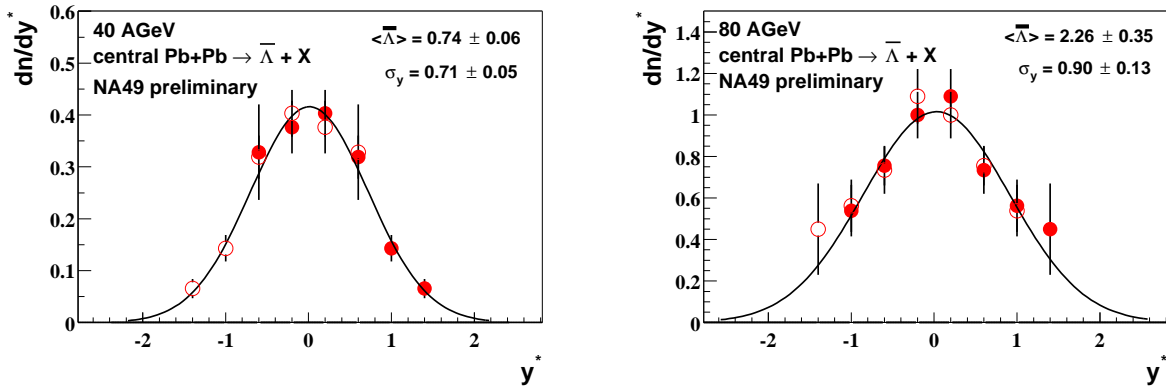 dn/dy*
0.6
0.5
0.4
0.3
0.2
0.1
0
40 AGeV
central Pb+Pb → Λ̅ + X
NA49 preliminary
<Λ̅> = 0.74 ± 0.06
σy = 0.71 ± 0.05
-2
-1
0
1
2
y*
dn/dy*
1.4
1.2
1
0.8
0.6
0.4
0.2
0
80 AGeV
central Pb+Pb → Λ̅ + X
NA49 preliminary
<Λ̅> = 2.26 ± 0.35
σy = 0.90 ± 0.13
-2
-1
0
1
2
y*